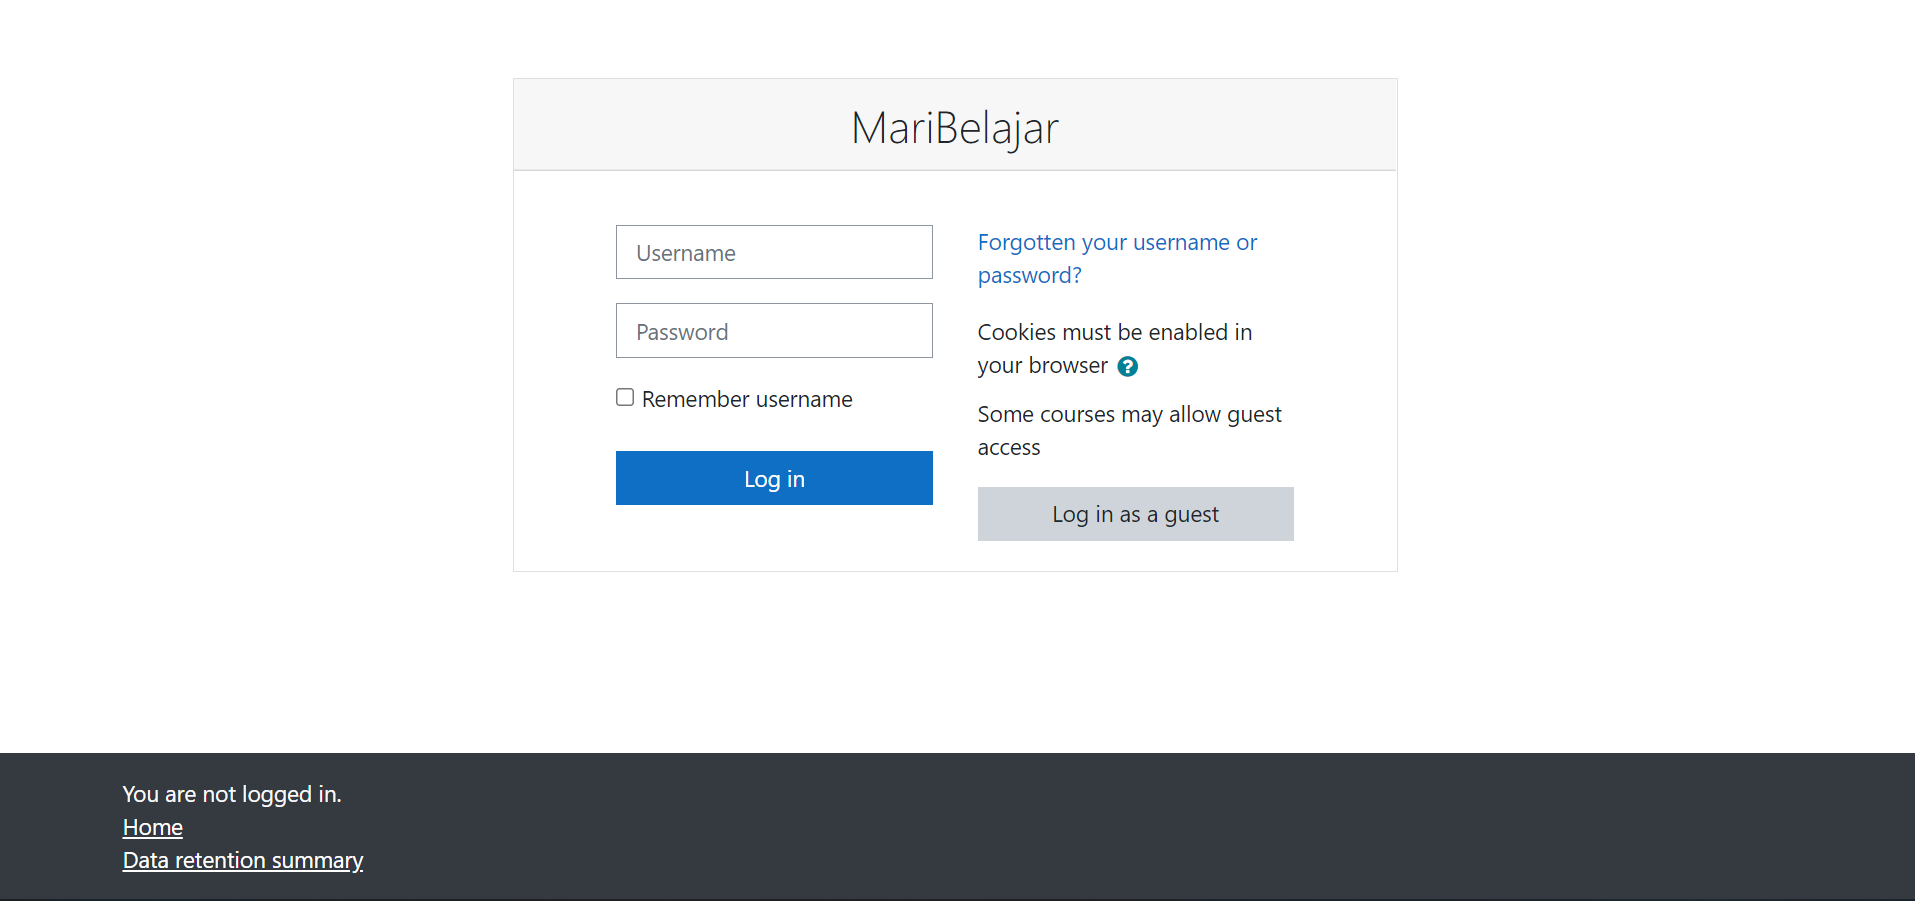 MariBelajar
Username
Password
Remember username
Log in
Forgotten your username or
password?
Cookies must be enabled in
your browser ?
Some courses may allow guest
access
Log in as a guest
You are not logged in.
Home
Data retention summary